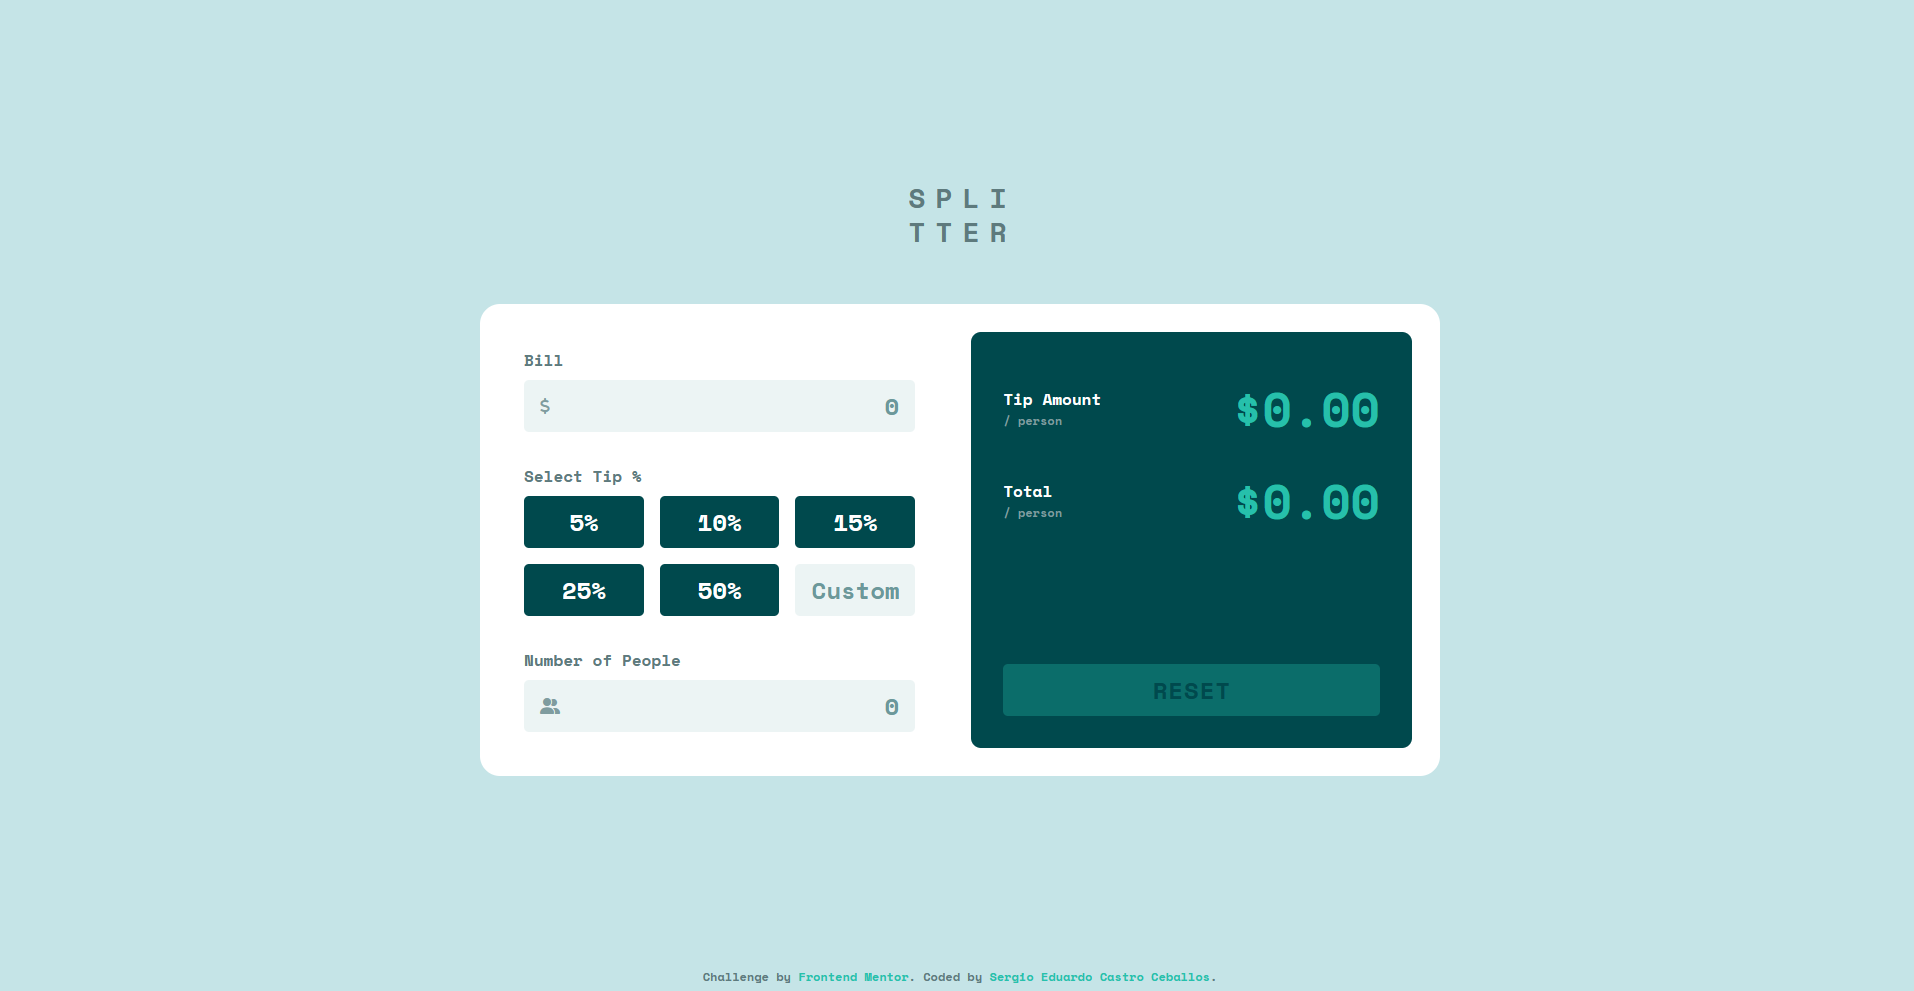 SPLI
TTER
Bill
$ 0
Select Tip %
5% 10% 15%
25% 50% Custom
Number of People
0
Tip Amount
/ person
$0.00
Total
/ person
$0.00
RESET
Challenge by Frontend Mentor. Coded by Sergio Eduardo Castro Ceballos.